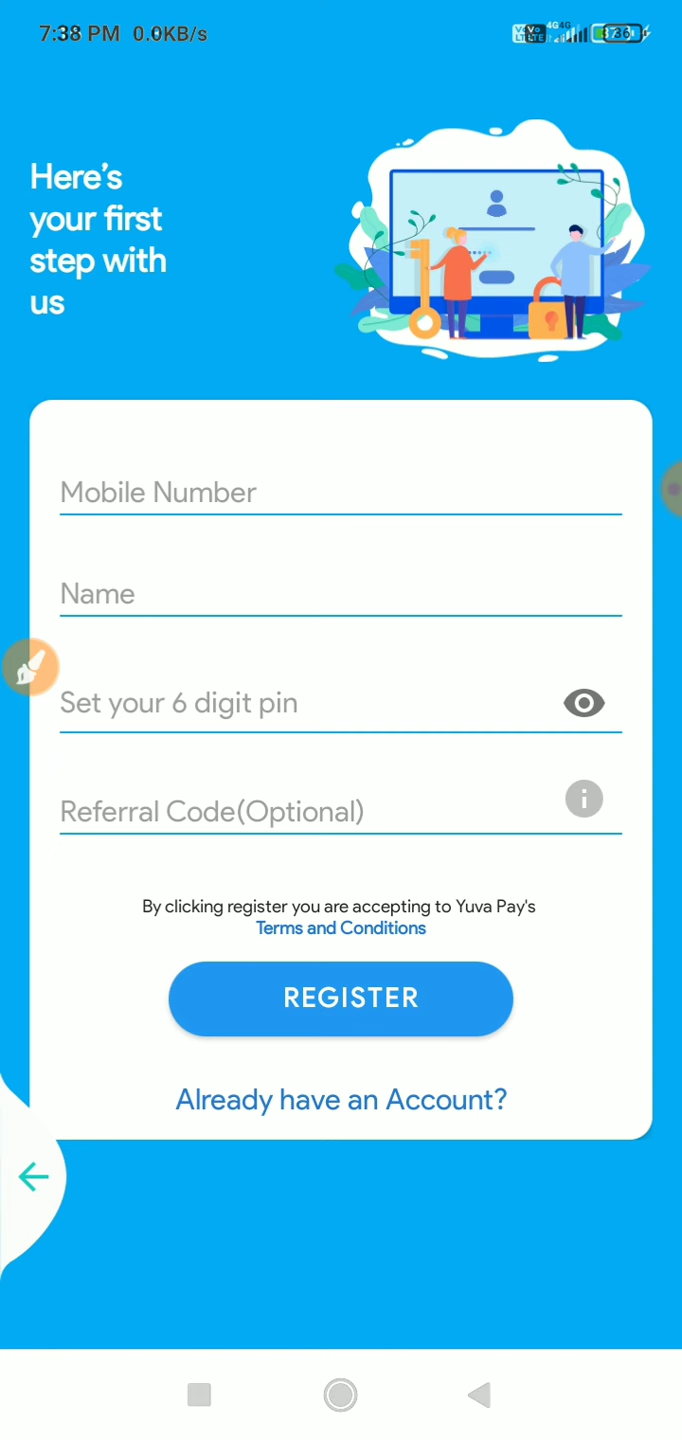 7:38 PM 0.0KB/s
Here's
your first
step with
us
Mobile Number
Name
Set your 6 digit pin
Referral Code(Optional)
By clicking register you are accepting to Yuva Pay's
Terms and Conditions
REGISTER
Already have an Account?